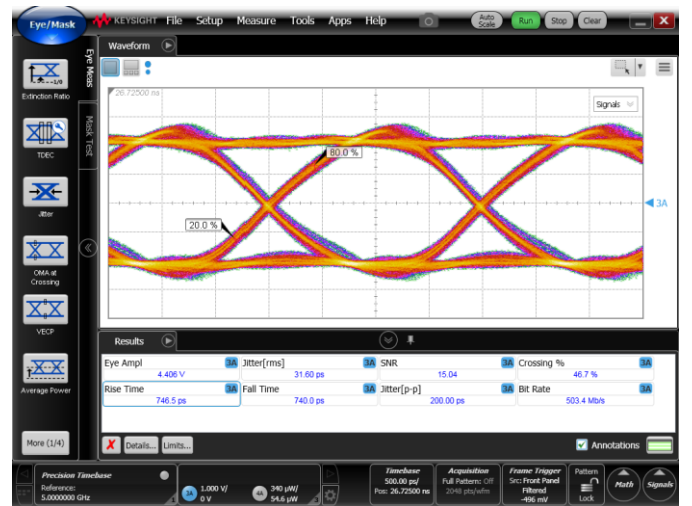 Eye/Mask
KEYSIGHT File Setup Measure Tools Apps Help
Auto Scale
Run Stop Clear
Eye Meas
Mask Test
Extinction Ratio
TDEC
Jitter
OMA at Crossing
VECP
Average Power
More (1/4)
Waveform
26.72500 ns
Signals
80.0 %
20.0 %
3A
Results
Eye Ampl 3A Jitter[rms] 3A SNR 3A Crossing % 3A
4.406 V 31.60 ps 15.04 46.7 %
Rise Time 3A Fall Time 3A Jitter[p-p] 3A Bit Rate 3A
746.5 ps 740.0 ps 200.00 ps 503.4 Mb/s
Details... Limits...
Annotations
Precision Timebase
Reference:
5.0000000 GHz
3A 1.000 V/
0 V
4A 340 µW/
54.6 µW
Timebase
500.00 ps/
Pos: 26.72500 ns
Acquisition
Full Pattern: Off
2048 pts/wfm
Frame Trigger
Src: Front Panel
Filtered
-496 mV
Pattern
Lock
Math
Signals